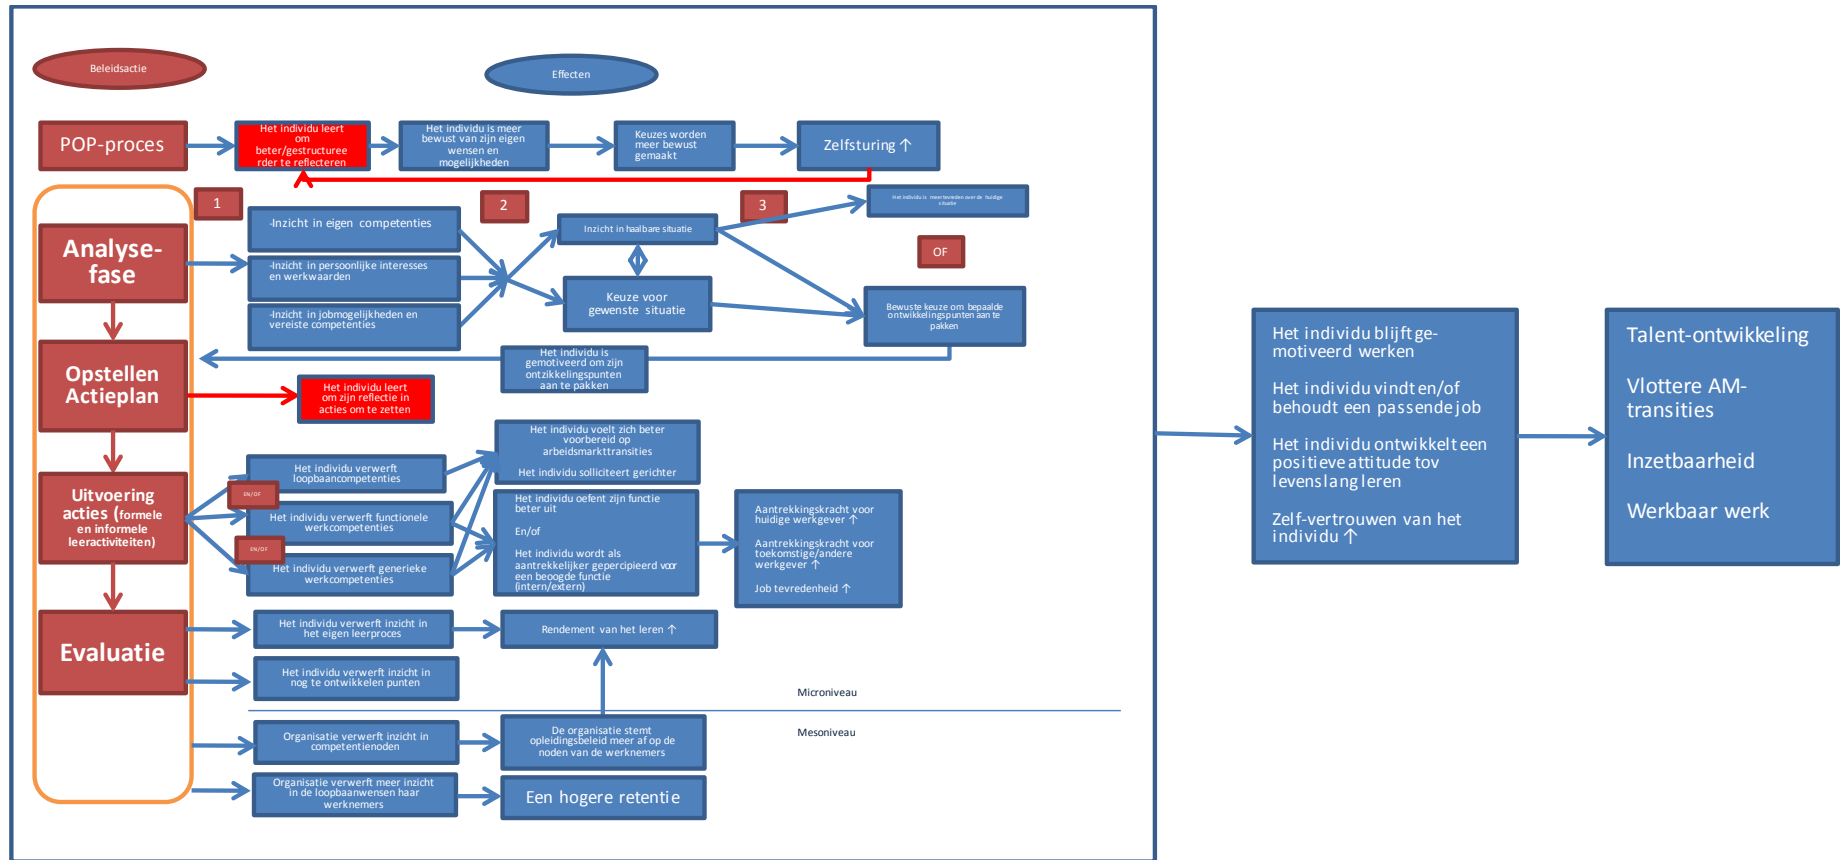 Beleidsactie
Effecten
POP-proces
Het individu leert
om
beter/gestructuree
rder te reflecteren
Het individu is meer
bewust van zijn eigen
wensen en
mogelijkheden
Keuzes worden
meer bewust
gemaakt
Zelfsturing ↑
1
2
3
Analyse-
fase
-Inzicht in eigen competenties
-Inzicht in persoonlijke interesses
en werkwaarden
-Inzicht in jobmogelijkheden en
vereiste competenties
Inzicht in haalbare situatie
Keuze voor
gewenste situatie
Het individu is meer tevreden over de huidige
situatie
OF
Bewuste keuze om bepaalde
ontwikkelingspunten aan te
pakken
Het individu is
gemotiveerd om zijn
ontzikkelingspunten
aan te pakken
Opstellen
Actieplan
Het individu leert
om zijn reflectie in
acties om te zetten
Uitvoering
acties (formele
en informele
leeractiviteiten)
EN/OF
EN/OF
Het individu verwerft
loopbaancompetenties
Het individu verwerft functionele
werkcompetenties
Het individu verwerft generieke
werkcompetenties
Het individu voelt zich beter
voorbereid op
arbeidsmarkttransities
Het individu solliciteert gerichter
Het individu oefent zijn functie
beter uit
En/of
Het individu wordt als
aantrekkelijker gepercipieerd voor
een beoogde functie
(intern/extern)
Aantrekkingskracht voor
huidige werkgever ↑
Aantrekkingskracht voor
toekomstige/andere
werkgever ↑
Job tevredenheid ↑
Evaluatie
Het individu verwerft inzicht in
het eigen leerproces
Rendement van het leren ↑
Het individu verwerft inzicht in
nog te ontwikkelen punten
Microniveau
Mesoniveau
Organisatie verwerft inzicht in
competentienoden
De organisatie stemt
opleidingsbeleid meer af op de
noden van de werknemers
Organisatie verwerft meer inzicht
in de loopbaanwensen haar
werknemers
Een hogere retentie
Het individu blijft ge-
motiveerd werken
Het individu vindt en/of
behoudt een passende job
Het individu ontwikkelt een
positieve attitude tov
levenslang leren
Zelf-vertrouwen van het
individu ↑
Talent-ontwikkeling
Vlottere AM-
transities
Inzetbaarheid
Werkbaar werk